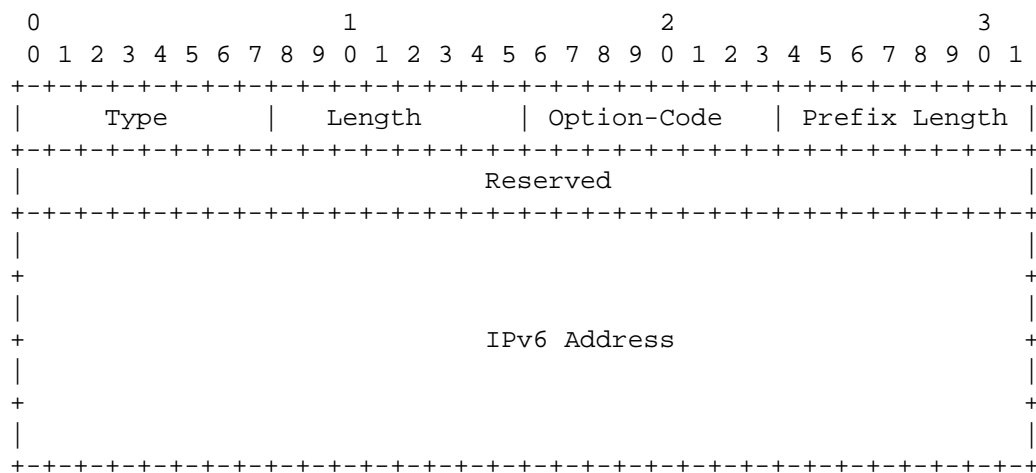 0                   1                   2                   3
 0 1 2 3 4 5 6 7 8 9 0 1 2 3 4 5 6 7 8 9 0 1 2 3 4 5 6 7 8 9 0 1
+-+-+-+-+-+-+-+-+-+-+-+-+-+-+-+-+-+-+-+-+-+-+-+-+-+-+-+-+-+-+-+-+
|     Type      |   Length      | Option-Code   | Prefix Length |
+-+-+-+-+-+-+-+-+-+-+-+-+-+-+-+-+-+-+-+-+-+-+-+-+-+-+-+-+-+-+-+-+
|                             Reserved                          |
+-+-+-+-+-+-+-+-+-+-+-+-+-+-+-+-+-+-+-+-+-+-+-+-+-+-+-+-+-+-+-+-+
|                                                               |
+                                                               +
|                                                               |
+                             IPv6 Address                      +
|                                                               |
+                                                               +
|                                                               |
+-+-+-+-+-+-+-+-+-+-+-+-+-+-+-+-+-+-+-+-+-+-+-+-+-+-+-+-+-+-+-+-+